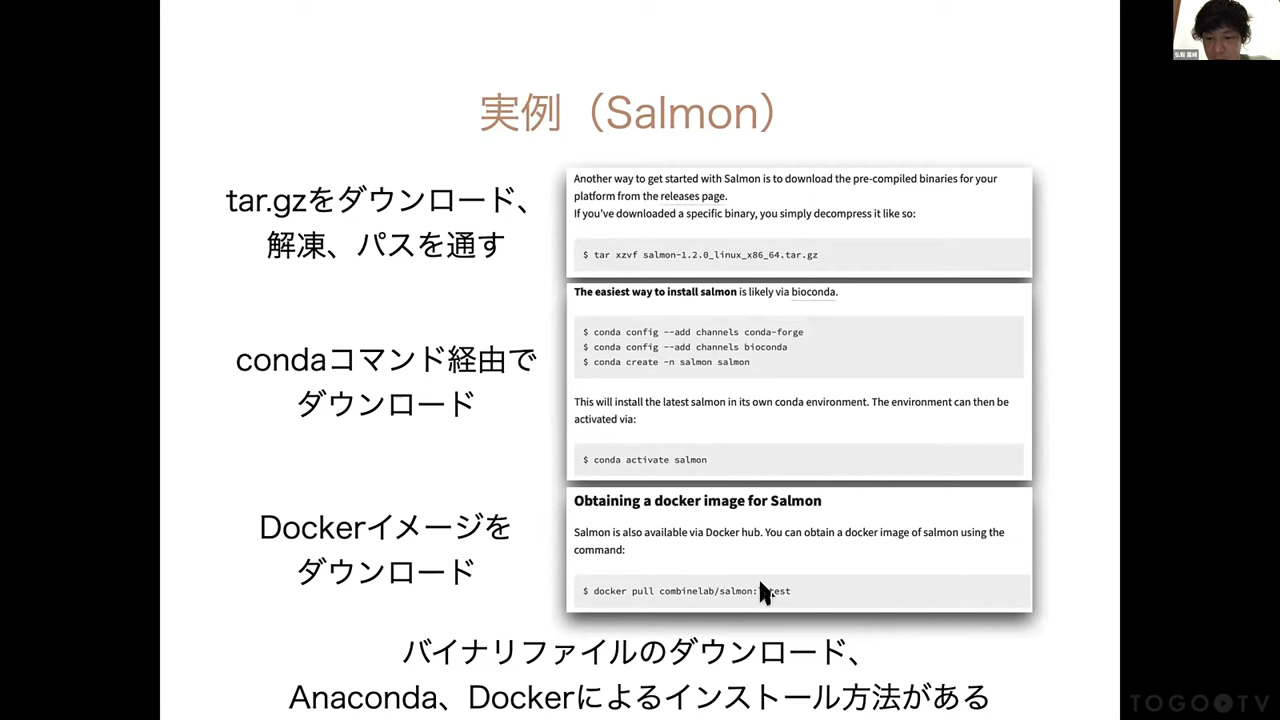 実例（Salmon）
tar.gzをダウンロード、
解凍、パスを通す
Another way to get started with Salmon is to download the pre-compiled binaries for your
platform from the releases page.
If you've downloaded a specific binary, you simply decompress it like so:
$ tar xzvf salmon-1.2.0_linux_x86_64.tar.gz
condaコマンド経由で
ダウンロード
The easiest way to install salmon is likely via bioconda.
$ conda config --add channels conda-forge
$ conda config --add channels bioconda
$ conda create -n salmon salmon
This will install the latest salmon in its own conda environment. The environment can then be
activated via:
$ conda activate salmon
Dockerイメージを
ダウンロード
Obtaining a docker image for Salmon
Salmon is also available via Docker hub. You can obtain a docker image of salmon using the
command:
$ docker pull combinelab/salmon:latest
バイナリファイルのダウンロード、
Anaconda、Dockerによるインストール方法がある
TOGOTV